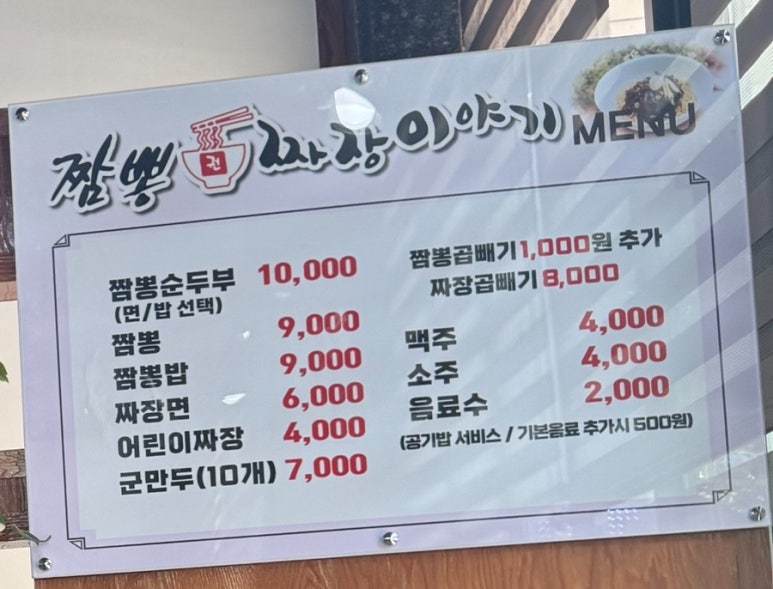 짬뽕 권 짜장이야기 MENU
짬뽕순두부 10,000
(면/밥 선택)
짬뽕 9,000
짬뽕밥 9,000
짜장면 6,000
어린이짜장 4,000
군만두(10개) 7,000
짬뽕곱빼기 1,000원 추가
짜장곱빼기 8,000
맥주 4,000
소주 4,000
음료수 2,000
(공기밥 서비스 / 기본음료 추가시 500원)